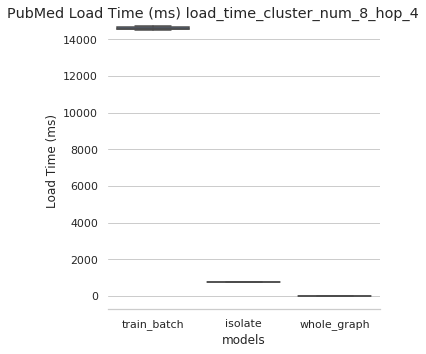 PubMed Load Time (ms) load_time_cluster_num_8_hop_4
14000
12000
10000
8000
6000
4000
2000
0
Load Time (ms)
train_batch isolate whole_graph
models